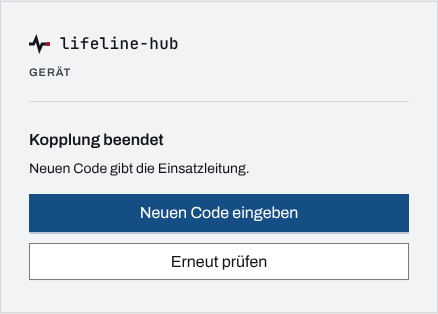 lifeline-hub
GERÄT
Kopplung beendet
Neuen Code gibt die Einsatzleitung.
Neuen Code eingeben
Erneut prüfen